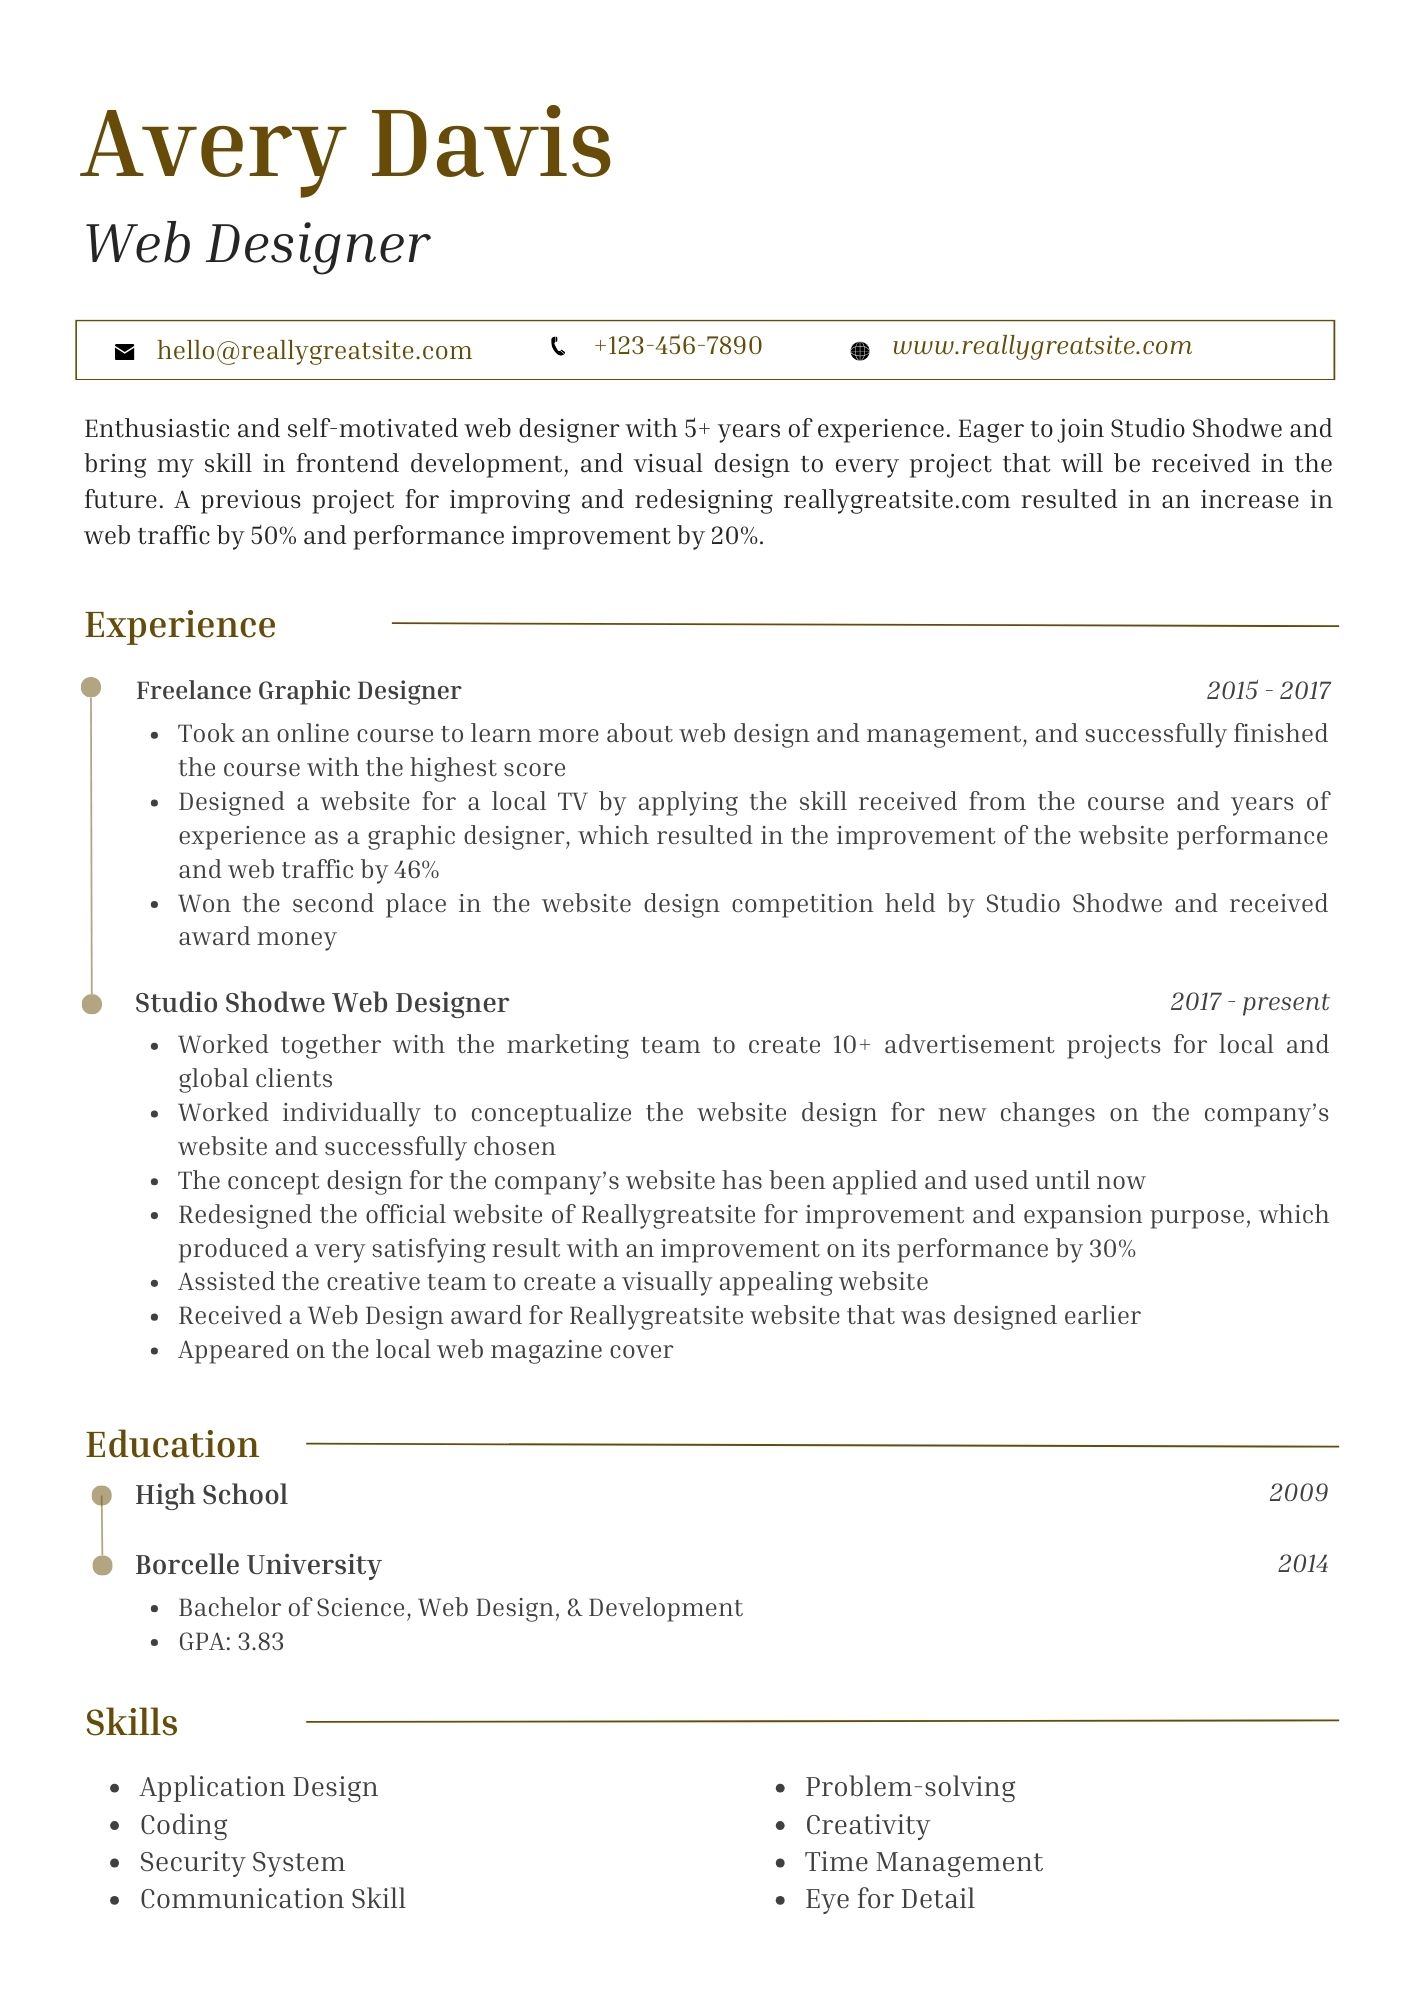 Avery Davis
Web Designer
hello@reallygreatsite.com +123-456-7890 www.reallygreatsite.com
Enthusiastic and self-motivated web designer with 5+ years of experience. Eager to join Studio Shodwe and
bring my skill in frontend development, and visual design to every project that will be received in the
future. A previous project for improving and redesigning reallygreatsite.com resulted in an increase in
web traffic by 50% and performance improvement by 20%.
Experience
Freelance Graphic Designer 2015 - 2017
• Took an online course to learn more about web design and management, and successfully finished
the course with the highest score
• Designed a website for a local TV by applying the skill received from the course and years of
experience as a graphic designer, which resulted in the improvement of the website performance
and web traffic by 46%
• Won the second place in the website design competition held by Studio Shodwe and received
award money
Studio Shodwe Web Designer 2017 - present
• Worked together with the marketing team to create 10+ advertisement projects for local and
global clients
• Worked individually to conceptualize the website design for new changes on the company’s
website and successfully chosen
• The concept design for the company’s website has been applied and used until now
• Redesigned the official website of Reallygreatsite for improvement and expansion purpose, which
produced a very satisfying result with an improvement on its performance by 30%
• Assisted the creative team to create a visually appealing website
• Received a Web Design award for Reallygreatsite website that was designed earlier
• Appeared on the local web magazine cover
Education
High School 2009
Borcelle University 2014
• Bachelor of Science, Web Design, & Development
• GPA: 3.83
Skills
• Application Design
• Coding
• Security System
• Communication Skill
• Problem-solving
• Creativity
• Time Management
• Eye for Detail